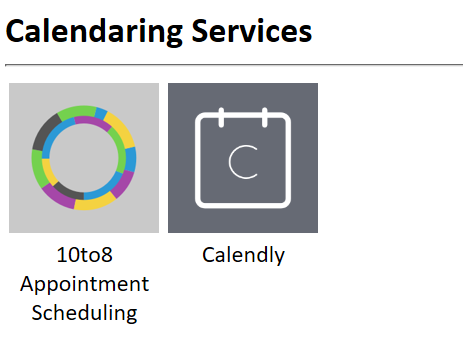 Calendaring Services
C
10to8
Appointment
Scheduling
Calendly